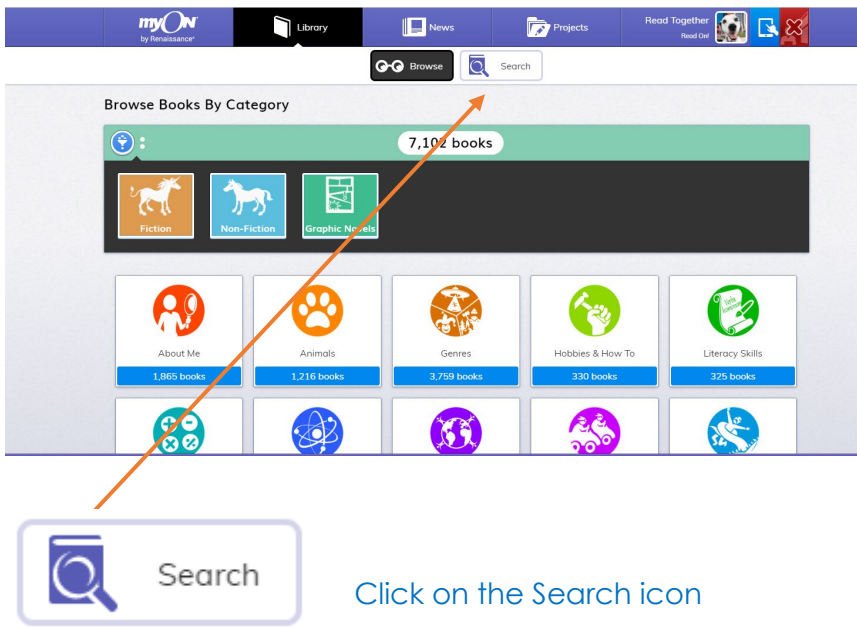 myON
by Renaissance®
Library
News
Projects
Read Together
Read On!
Browse
Search
Browse Books By Category
7,102 books
Fiction
Non-Fiction
Graphic Novels
About Me
Animals
Genres
Hobbies & How To
Literacy Skills
1,865 books
1,216 books
3,759 books
330 books
325 books
Search
Click on the Search icon